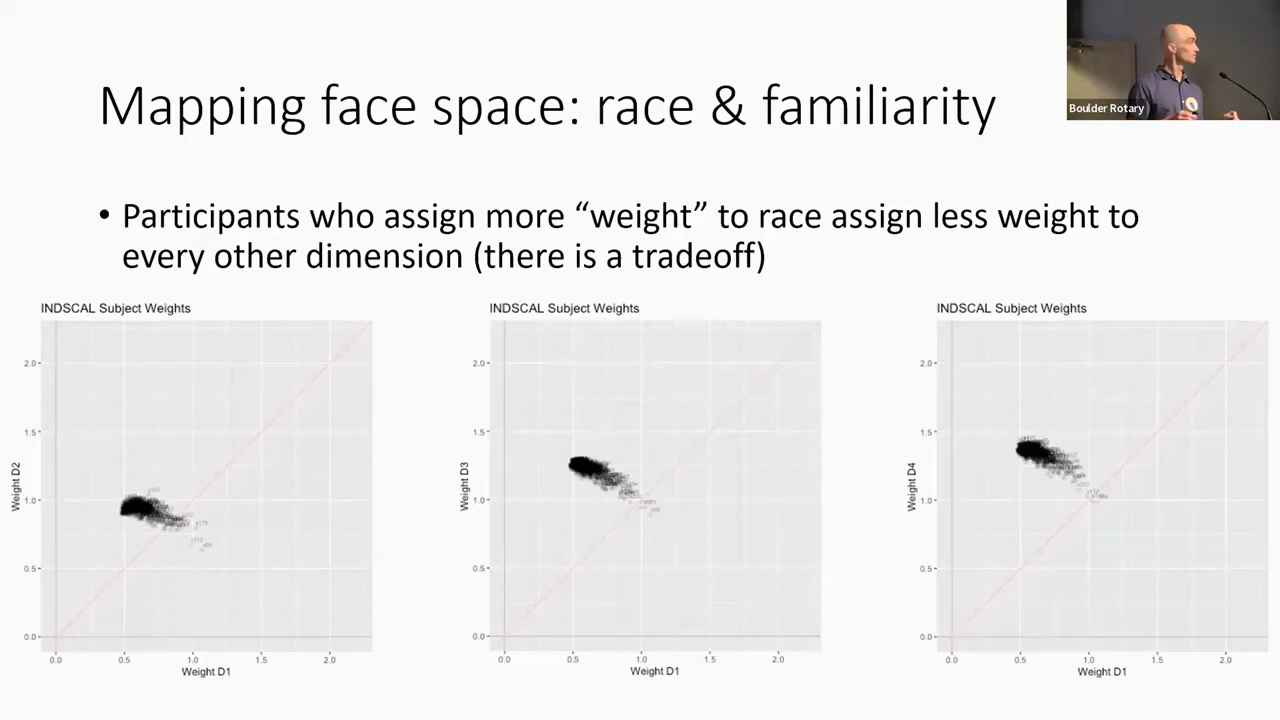 Mapping face space: race & familiarity
Boulder Rotary
• Participants who assign more “weight” to race assign less weight to
every other dimension (there is a tradeoff)
INDSCAL Subject Weights
2.0
1.5
1.0
0.5
0.0
Weight D2
0.0 0.5 1.0 1.5 2.0
Weight D1
INDSCAL Subject Weights
2.0
1.5
1.0
0.5
0.0
Weight D3
0.0 0.5 1.0 1.5 2.0
Weight D1
INDSCAL Subject Weights
2.0
1.5
1.0
0.5
0.0
Weight D4
0.0 0.5 1.0 1.5 2.0
Weight D1